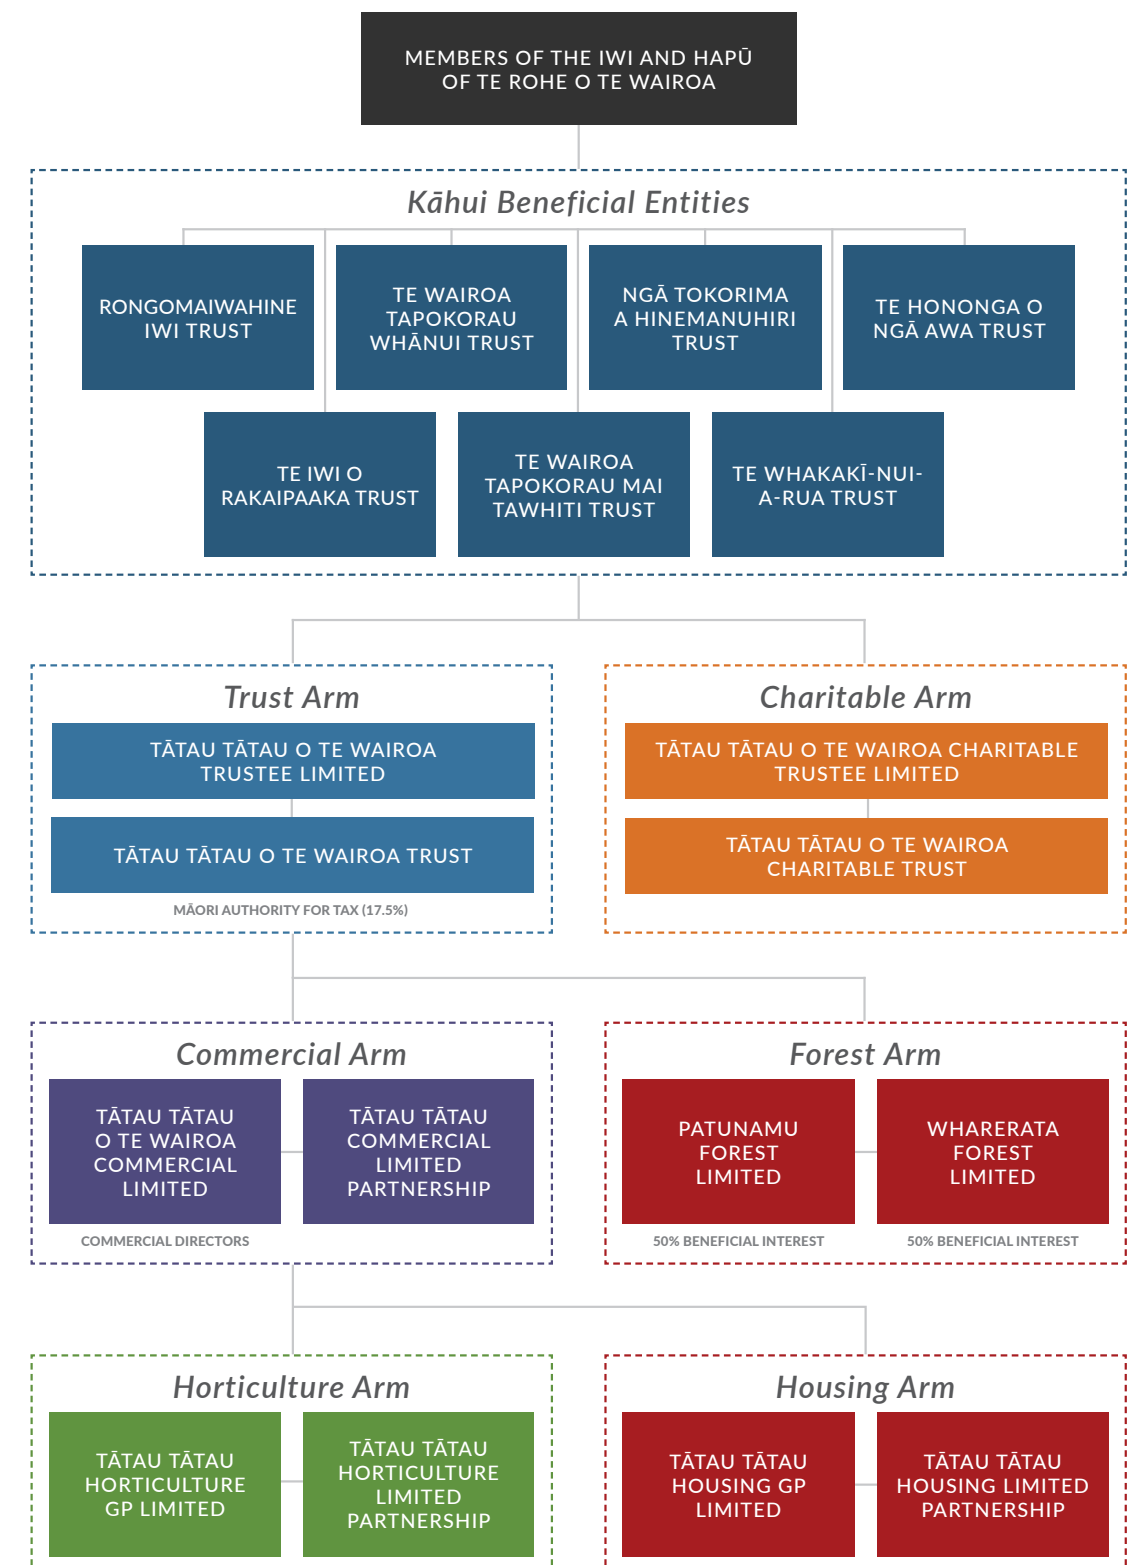 MEMBERS OF THE IWI AND HAPŪ
OF TE ROHE O TE WAIROA
Kāhui Beneficial Entities
RONGOMAIWAHINE
IWI TRUST
TE WAIROA
TAPOKORAU
WHĀNUI TRUST
NGĀ TOKORIMA
A HINEMANUHIRI
TRUST
TE HONONGA O
NGĀ AWA TRUST
TE IWI O
RAKAIPAAKA TRUST
TE WAIROA
TAPOKORAU MAI
TAWHITI TRUST
TE WHAKAKĪ-NUI-
A-RUA TRUST
Trust Arm
TĀTAU TĀTAU O TE WAIROA
TRUSTEE LIMITED
TĀTAU TĀTAU O TE WAIROA TRUST
MĀORI AUTHORITY FOR TAX (17.5%)
Charitable Arm
TĀTAU TĀTAU O TE WAIROA CHARITABLE
TRUSTEE LIMITED
TĀTAU TĀTAU O TE WAIROA
CHARITABLE TRUST
Commercial Arm
TĀTAU TĀTAU
O TE WAIROA
COMMERCIAL
LIMITED
COMMERCIAL DIRECTORS
TĀTAU TĀTAU
COMMERCIAL
LIMITED
PARTNERSHIP
Forest Arm
PATUNAMU
FOREST
LIMITED
50% BENEFICIAL INTEREST
WHARERATA
FOREST
LIMITED
50% BENEFICIAL INTEREST
Horticulture Arm
TĀTAU TĀTAU
HORTICULTURE
GP LIMITED
TĀTAU TĀTAU
HORTICULTURE
LIMITED
PARTNERSHIP
Housing Arm
TĀTAU TĀTAU
HOUSING GP
LIMITED
TĀTAU TĀTAU
HOUSING LIMITED
PARTNERSHIP